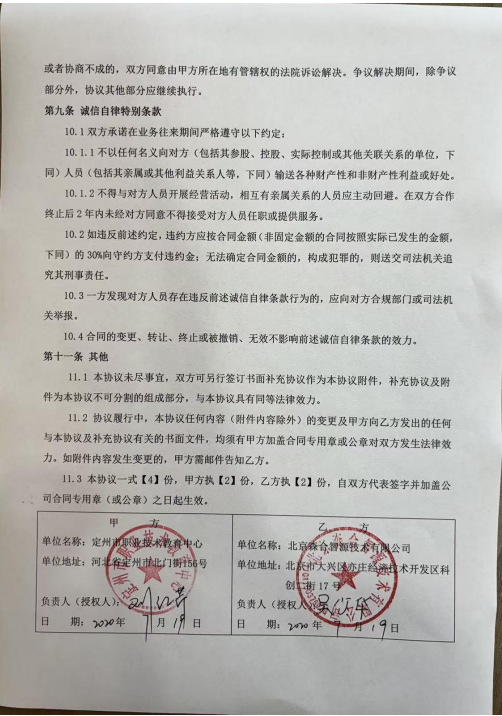 或者协商不成的，双方同意由甲方所在地有管辖权的法院诉讼解决。争议解决期间，除争议
部分外，协议其他部分应继续执行。
第九条 诚信自律特别条款
10.1 双方承诺在业务往来期间严格遵守以下约定：
10.1.1 不以任何名义向对方（包括其参股、控股、实际控制或其他关联关系的单位，下
同）人员（包括其亲属或其他利益关系人等，下同）输送各种财产性和非财产性利益或好处。
10.1.2 不得与对方人员开展经营活动，相互有亲属关系的人员应主动回避。在双方合作
终止后 2 年内未经对方同意不得接受对方人员任职或提供服务。
10.2 如违反前述约定，违约方应按合同金额（非固定金额的合同按照实际已发生的金额，
下同）的 30%向守约方支付违约金；无法确定合同金额的，构成犯罪的，则送交司法机关追
究其刑事责任。
10.3 一方发现对方人员存在违反前述诚信自律条款行为的，应向对方合规部门或司法机
关举报。
10.4 合同的变更、转让、终止或被撤销、无效不影响前述诚信自律条款的效力。
第十一条 其他
11.1 本协议未尽事宜，双方可另行签订书面补充协议作为本协议附件，补充协议及附
件为本协议不可分割的组成部分，与本协议具有同等法律效力。
11.2 协议履行中，本协议任何内容（附件内容除外）的变更及甲方向乙方发出的任何
与本协议及补充协议有关的书面文件，均须有甲方加盖合同专用章或公章对双方发生法律效
力。如附件内容发生变更的，甲方需邮件告知乙方。
11.3 本协议一式【4】份，甲方执【2】份，乙方执【2】份，自双方代表签字并加盖公
司合同专用章（或公章）之日起生效。
甲 方
单位名称：定州市职业技术教育中心
单位地址：河北省定州市北门街156号
负责人（授权人）：
日 期：2020年 月19日
乙 方
单位名称：北京森合智源技术有限公司
单位地址：北京市大兴区亦庄经济技术开发区科
创二街 17 号
负责人（授权人
日 期：2020年 月19日